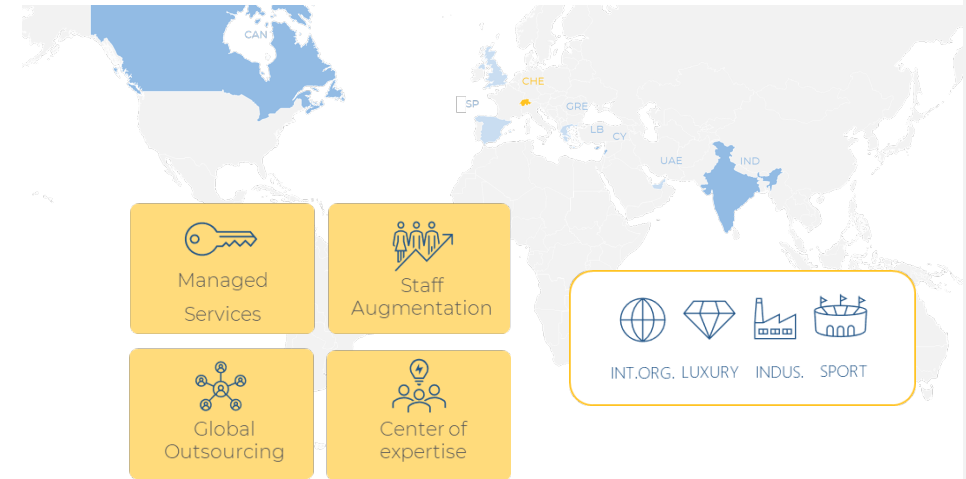 CAN
CHE
SP
GRE
LB
CY
UAE
IND
Managed
Services
Staff
Augmentation
Global
Outsourcing
Center of
expertise
INT.ORG. LUXURY INDUS. SPORT